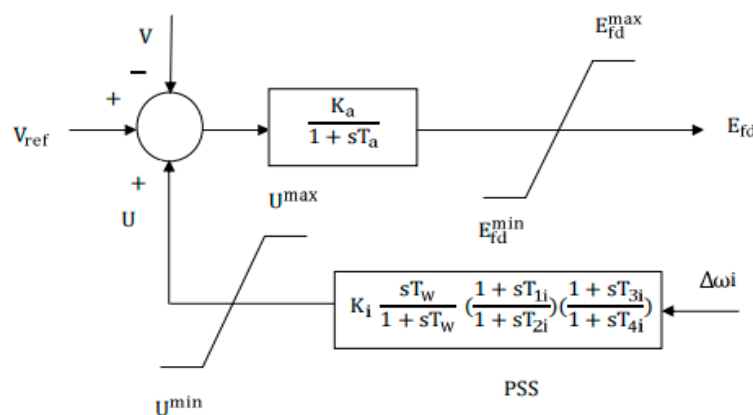 V
−
+
V_ref
K_a / (1 + sT_a)
E_fd^max
E_fd
E_fd^min
+
U
U^max
U^min
K_i (sT_W / (1 + sT_W)) ((1 + sT_1i) / (1 + sT_2i)) ((1 + sT_3i) / (1 + sT_4i))
Δωi
PSS